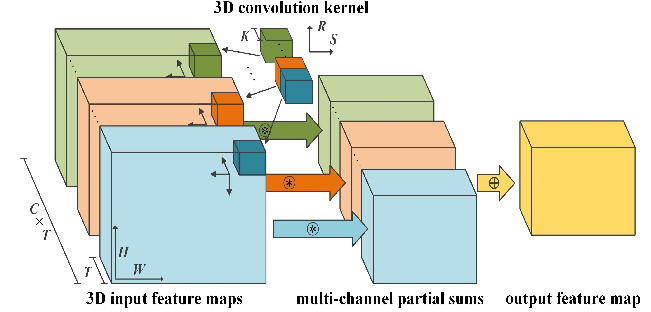 3D convolution kernel
K
R
S
C
×
T
H
W
T
3D input feature maps
multi-channel partial sums
output feature map